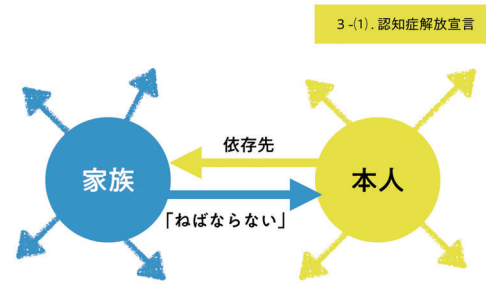 3-⑴. 認知症解放宣言
依存先
家族
本人
「ねばならない」